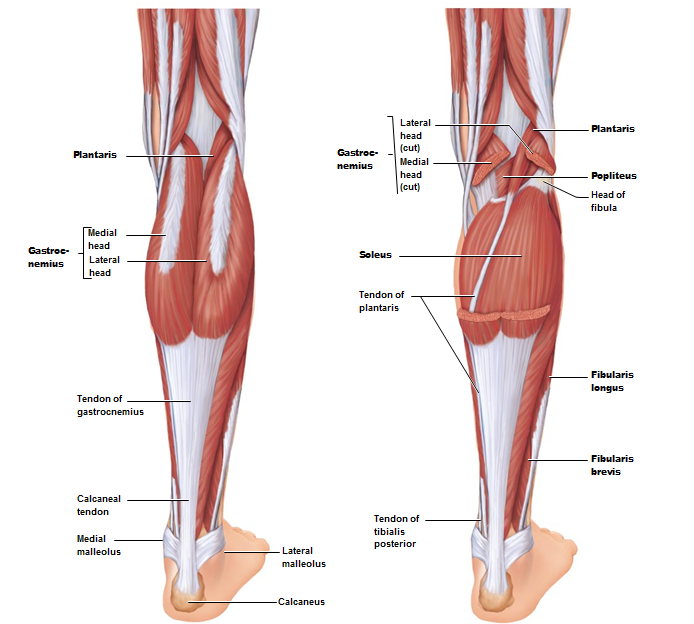 Plantaris
Gastroc-
nemius
Medial
head
Lateral
head
Tendon of
gastrocnemius
Calcaneal
tendon
Medial
malleolus
Lateral
malleolus
Calcaneus
Gastroc-
nemius
Lateral
head
(cut)
Medial
head
(cut)
Plantaris
Popliteus
Head of
fibula
Soleus
Tendon of
plantaris
Fibularis
longus
Fibularis
brevis
Tendon of
tibialis
posterior